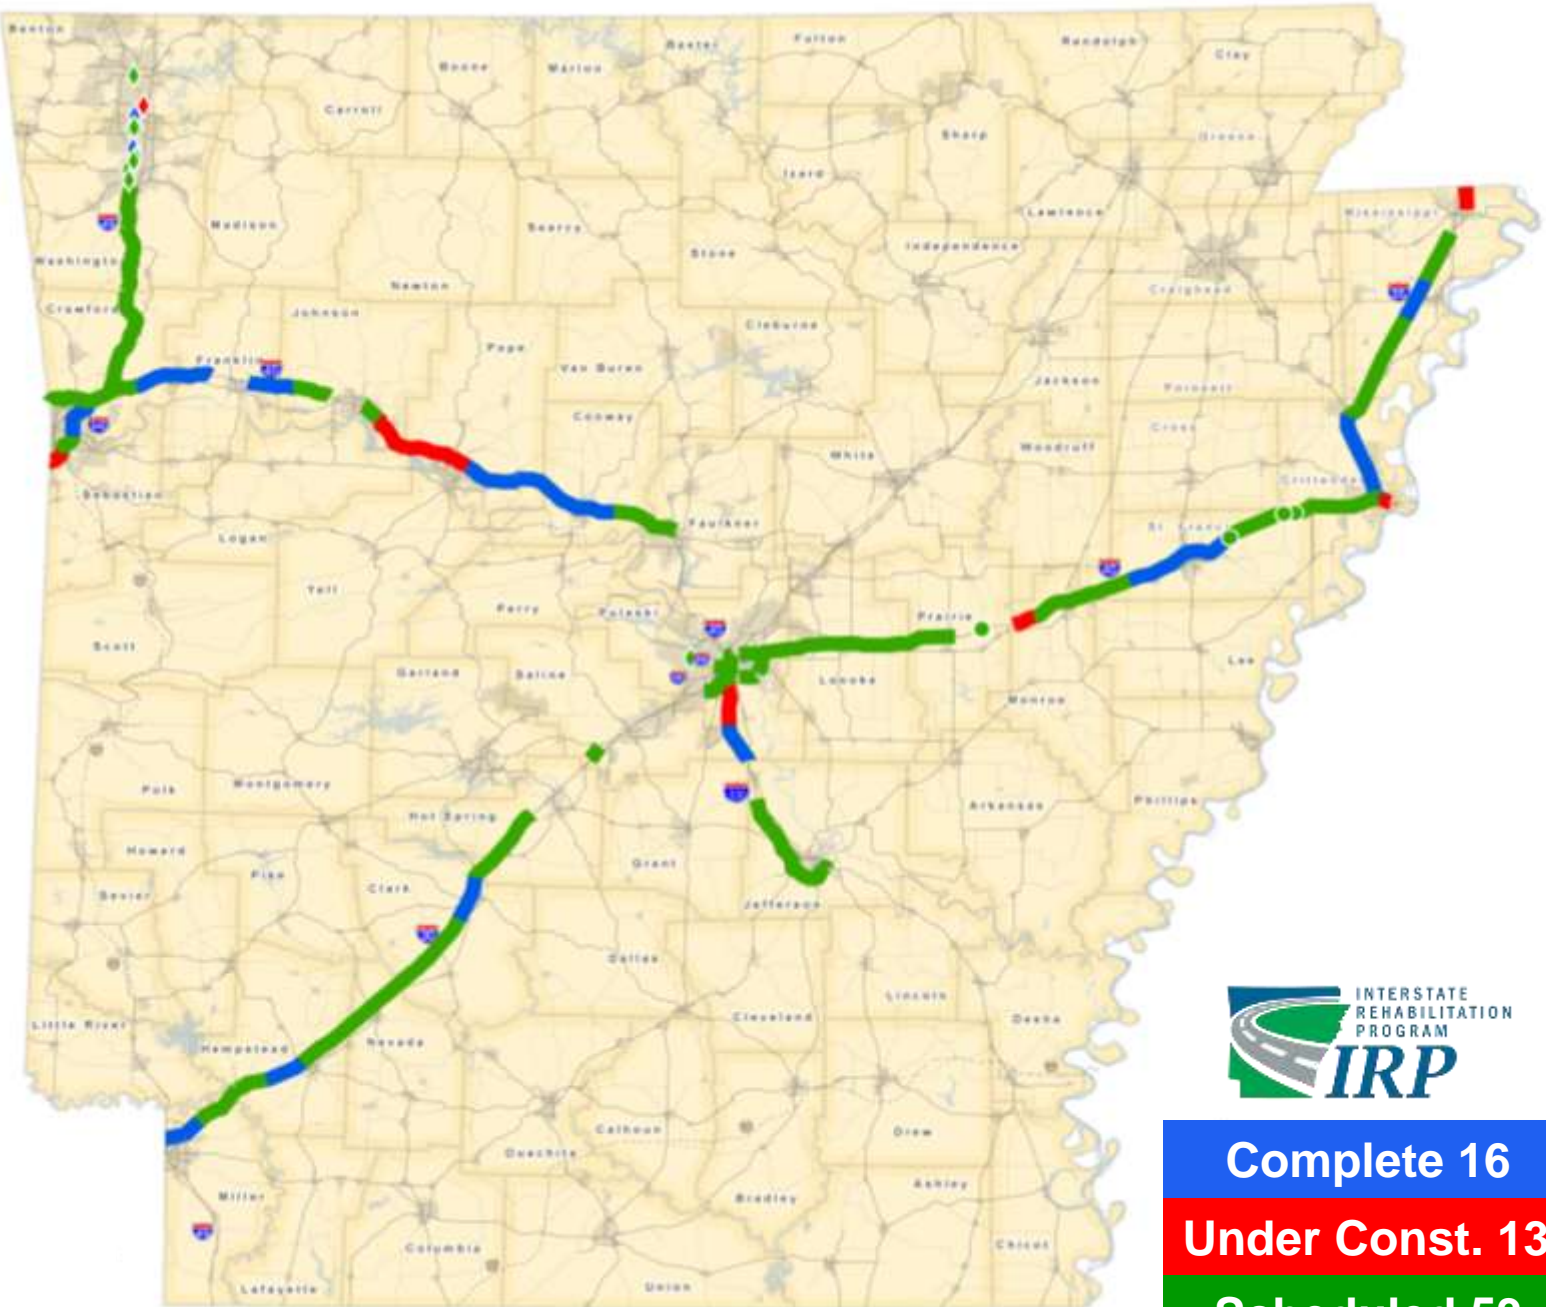 Benton
Boone
Marion
Baxter
Fulton
Randolph
Clay
Carroll
Sharp
Greene
Izard
Madison
Searcy
Stone
Independence
Lawrence
Mississippi
Washington
Newton
Craighead
Crawford
Johnson
Cleburne
Franklin
Pope
Van Buren
Jackson
Poinsett
Conway
Cross
White
Woodruff
Crittenden
Sebastian
Faulkner
St. Francis
Logan
Yell
Perry
Pulaski
Prairie
Scott
Garland
Saline
Lonoke
Lee
Monroe
Polk
Montgomery
Hot Spring
Arkansas
Phillips
Howard
Pike
Clark
Grant
Sevier
Jefferson
Dallas
Lincoln
Little River
Hempstead
Nevada
Cleveland
Desha
Calhoun
Ouachita
Drew
Miller
Bradley
Ashley
Columbia
Chicot
Lafayette
Union
INTERSTATE
REHABILITATION
PROGRAM
IRP
Complete 16
Under Const. 13